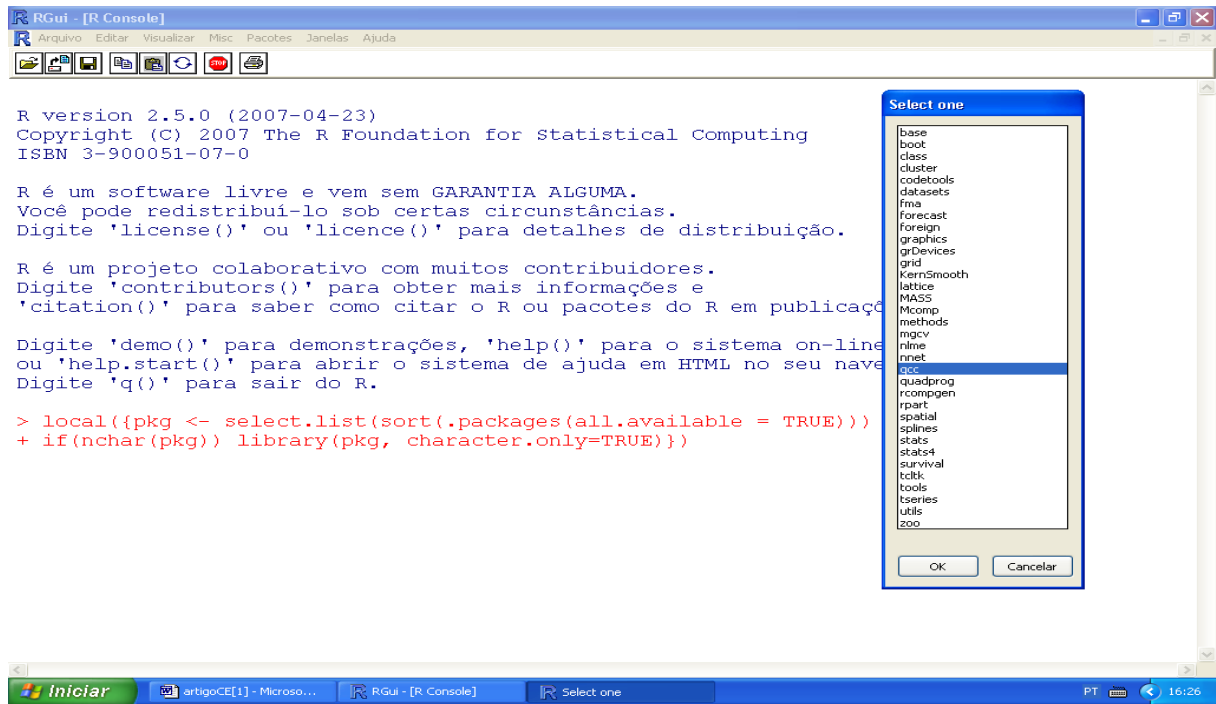 RGui - [R Console]
Arquivo Editar Visualizar Misc Pacotes Janelas Ajuda
STOP
R version 2.5.0 (2007-04-23)
Copyright (C) 2007 The R Foundation for Statistical Computing
ISBN 3-900051-07-0
R é um software livre e vem sem GARANTIA ALGUMA.
Você pode redistribuí-lo sob certas circunstâncias.
Digite 'license()' ou 'licence()' para detalhes de distribuição.
R é um projeto colaborativo com muitos contribuidores.
Digite 'contributors()' para obter mais informações e
'citation()' para saber como citar o R ou pacotes do R em publicaçõ
Digite 'demo()' para demonstrações, 'help()' para o sistema on-line
ou 'help.start()' para abrir o sistema de ajuda em HTML no seu nave
Digite 'q()' para sair do R.
> local({pkg <- select.list(sort(.packages(all.available = TRUE)))
+ if(nchar(pkg)) library(pkg, character.only=TRUE)})
Select one
base
boot
class
cluster
codetools
datasets
fma
forecast
foreign
graphics
grDevices
grid
KernSmooth
lattice
MASS
Mcomp
methods
mgcv
nlme
nnet
qcc
quadprog
rcompgen
rpart
spatial
splines
stats
stats4
survival
tcltk
tools
tseries
utils
zoo
OK Cancelar
Iniciar
artigoCE[1] - Microso...
RGui - [R Console]
Select one
PT
16:26